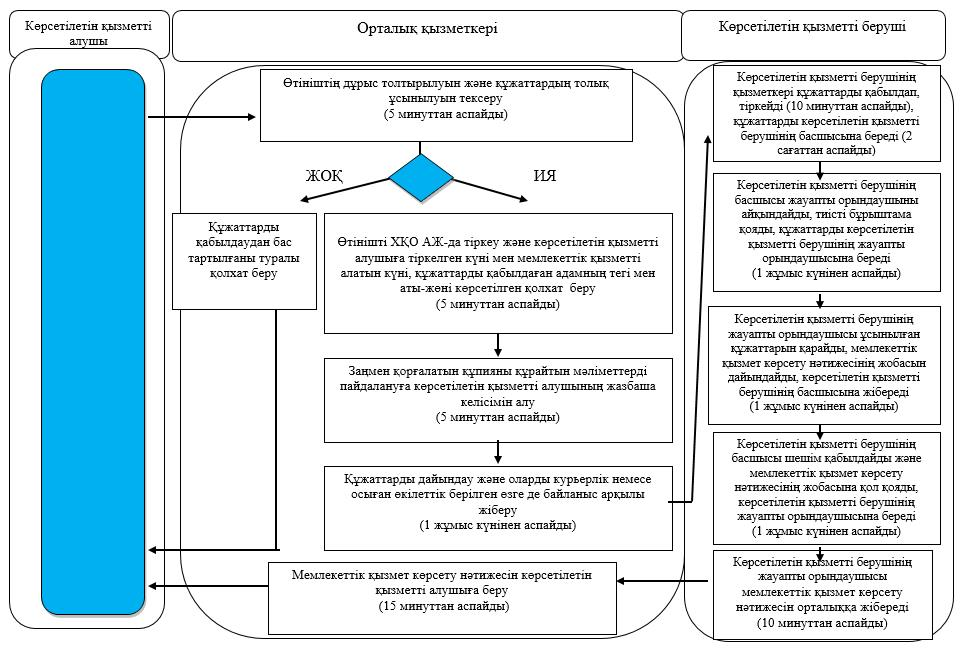 Көрсетілетін қызметті
алушы
Орталық қызметкері
Көрсетілетін қызметті беруші
Өтініштің дұрыс толтырылуын және құжаттардың толық
ұсынылуын тексеру
(5 минуттан аспайды)
ЖОҚ
ИЯ
Құжаттарды
қабылдаудан бас
тартылғаны туралы
қолхат беру
Өтінішті ХҚО АЖ-да тіркеу және көрсетілетін қызметті
алушыға тіркелген күні мен мемлекеттік қызметті
алатын күні, құжаттарды қабылдаған адамның тегі мен
аты-жөні көрсетілген қолхат беру
(5 минуттан аспайды)
Заңмен қорғалатын құпияны құрайтын мәліметтерді
пайдалануға көрсетілетін қызметті алушының жазбаша
келісімін алу
(5 минуттан аспайды)
Құжаттарды дайындау және оларды курьерлік немесе
осыған өкілеттік берілген өзге де байланыс арқылы
жіберу
(1 жұмыс күнінен аспайды)
Мемлекеттік қызмет көрсету нәтижесін көрсетілетін
қызметті алушыға беру
(15 минуттан аспайды)
Көрсетілетін қызметті берушінің
қызметкері құжаттарды қабылдап,
тіркейді (10 минуттан аспайды),
құжаттарды көрсетілетін қызметті
берушінің басшысына береді (2
сағаттан аспайды)
Көрсетілетін қызметті берушінің
басшысы жауапты орындаушыны
айқындайды, тиісті бұрыштама
қояды, құжаттарды көрсетілетін
қызметті берушінің жауапты
орындаушысына береді
(1 жұмыс күнінен аспайды)
Көрсетілетін қызметті берушінің
жауапты орындаушысы ұсынылған
құжаттарын қарайды, мемлекеттік
қызмет көрсету нәтижесінің жобасын
дайындайды, көрсетілетін қызметті
берушінің басшысына жібереді
(1 жұмыс күнінен аспайды)
Көрсетілетін қызметті берушінің
басшысы шешім қабылдайды және
мемлекеттік қызмет көрсету
нәтижесінің жобасына қол қояды,
көрсетілетін қызметті берушінің
жауапты орындаушысына береді
(1 жұмыс күнінен аспайды)
Көрсетілетін қызметті берушінің
жауапты орындаушысы
мемлекеттік қызмет көрсету
нәтижесін орталыққа жібереді
(10 минуттан аспайды)